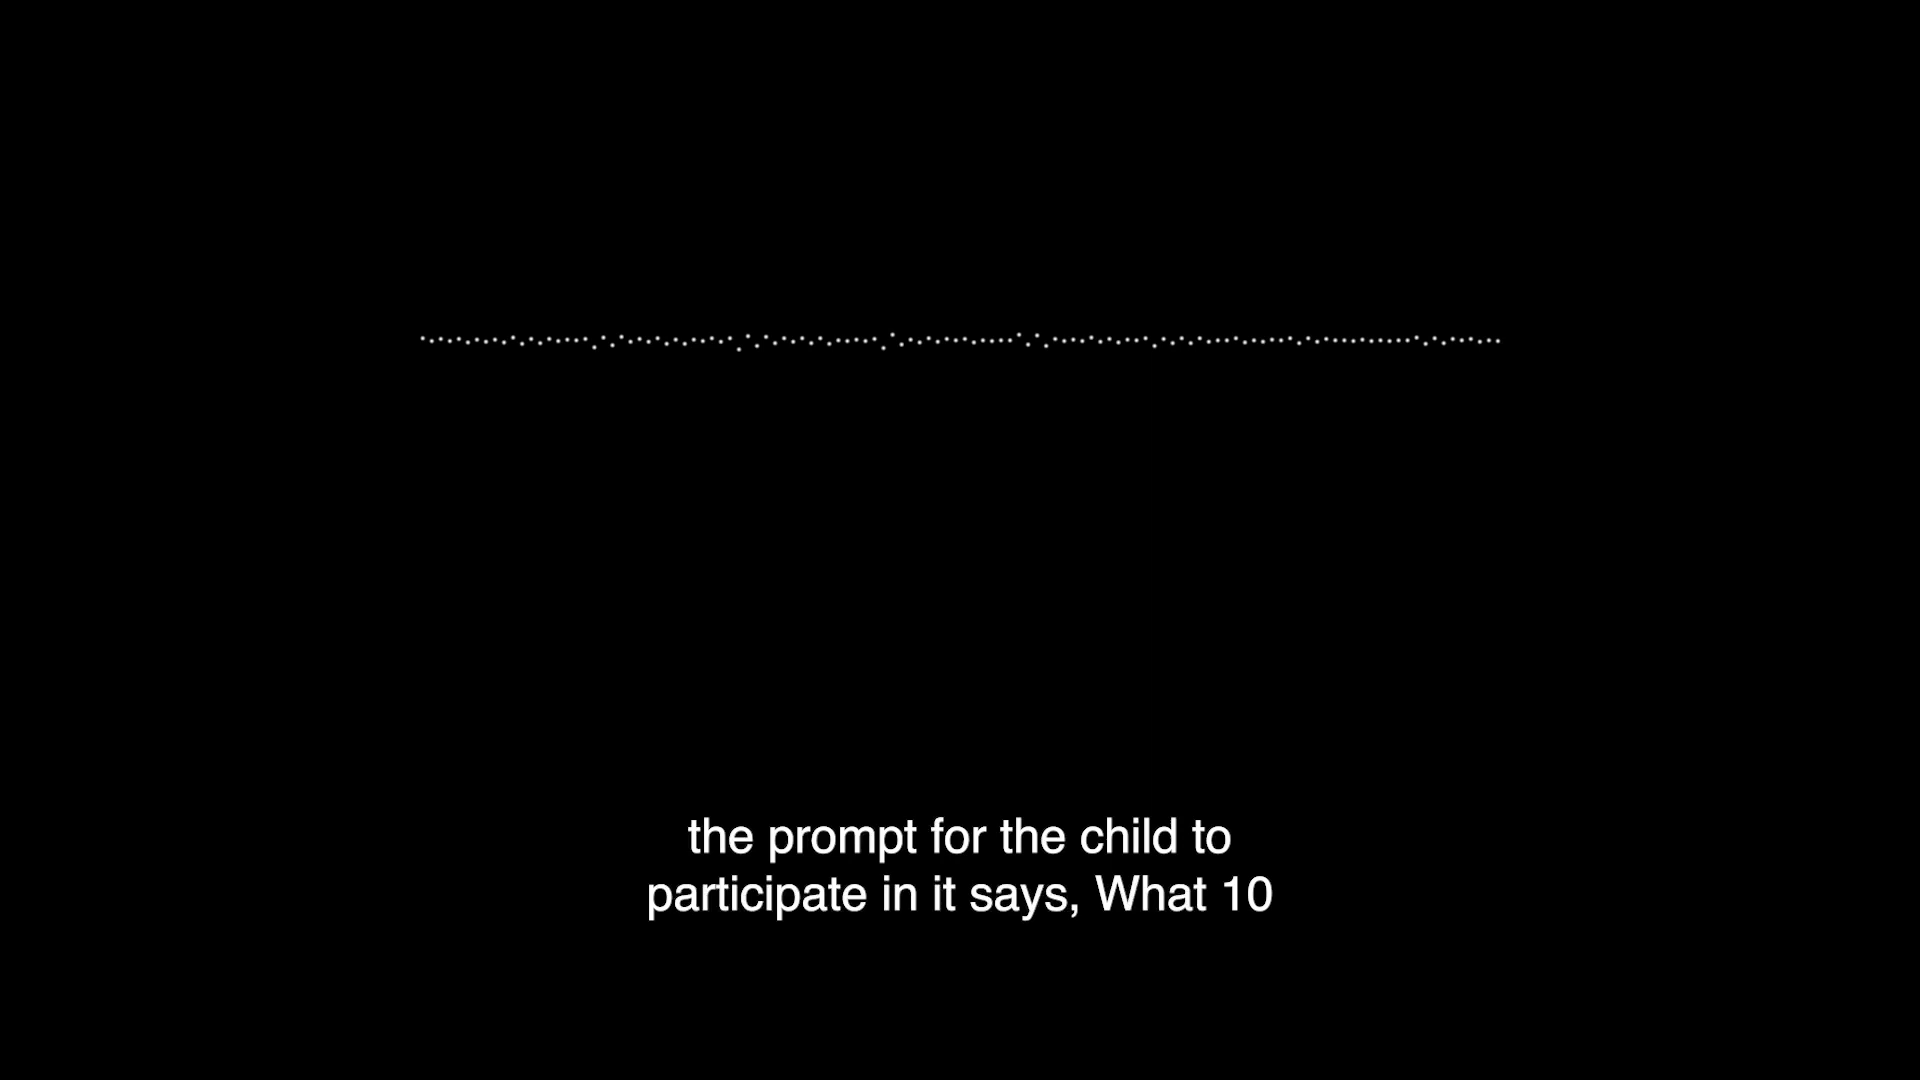 the prompt for the child to
participate in it says, What 10